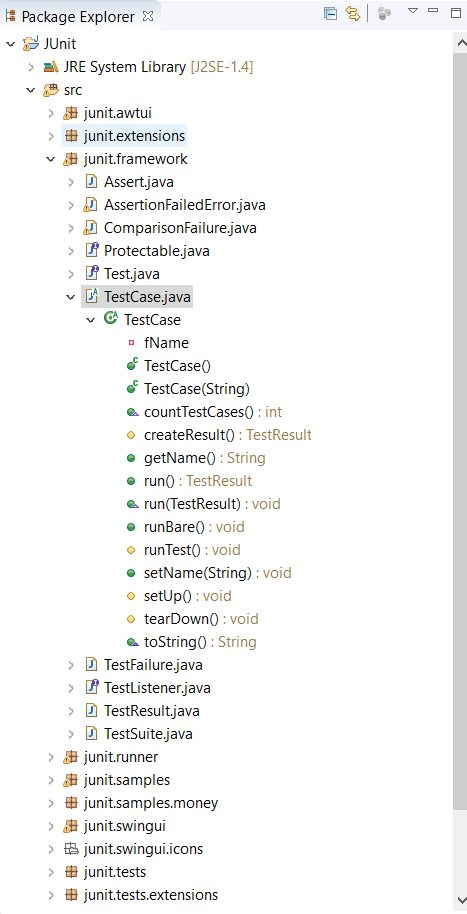 Package Explorer
JUnit
JRE System Library [J2SE-1.4]
src
junit.awtui
junit.extensions
junit.framework
Assert.java
AssertionFailedError.java
ComparisonFailure.java
Protectable.java
Test.java
TestCase.java
TestCase
fName
TestCase()
TestCase(String)
countTestCases() : int
createResult() : TestResult
getName() : String
run() : TestResult
run(TestResult) : void
runBare() : void
runTest() : void
setName(String) : void
setUp() : void
tearDown() : void
toString() : String
TestFailure.java
TestListener.java
TestResult.java
TestSuite.java
junit.runner
junit.samples
junit.samples.money
junit.swingui
junit.swingui.icons
junit.tests
junit.tests.extensions